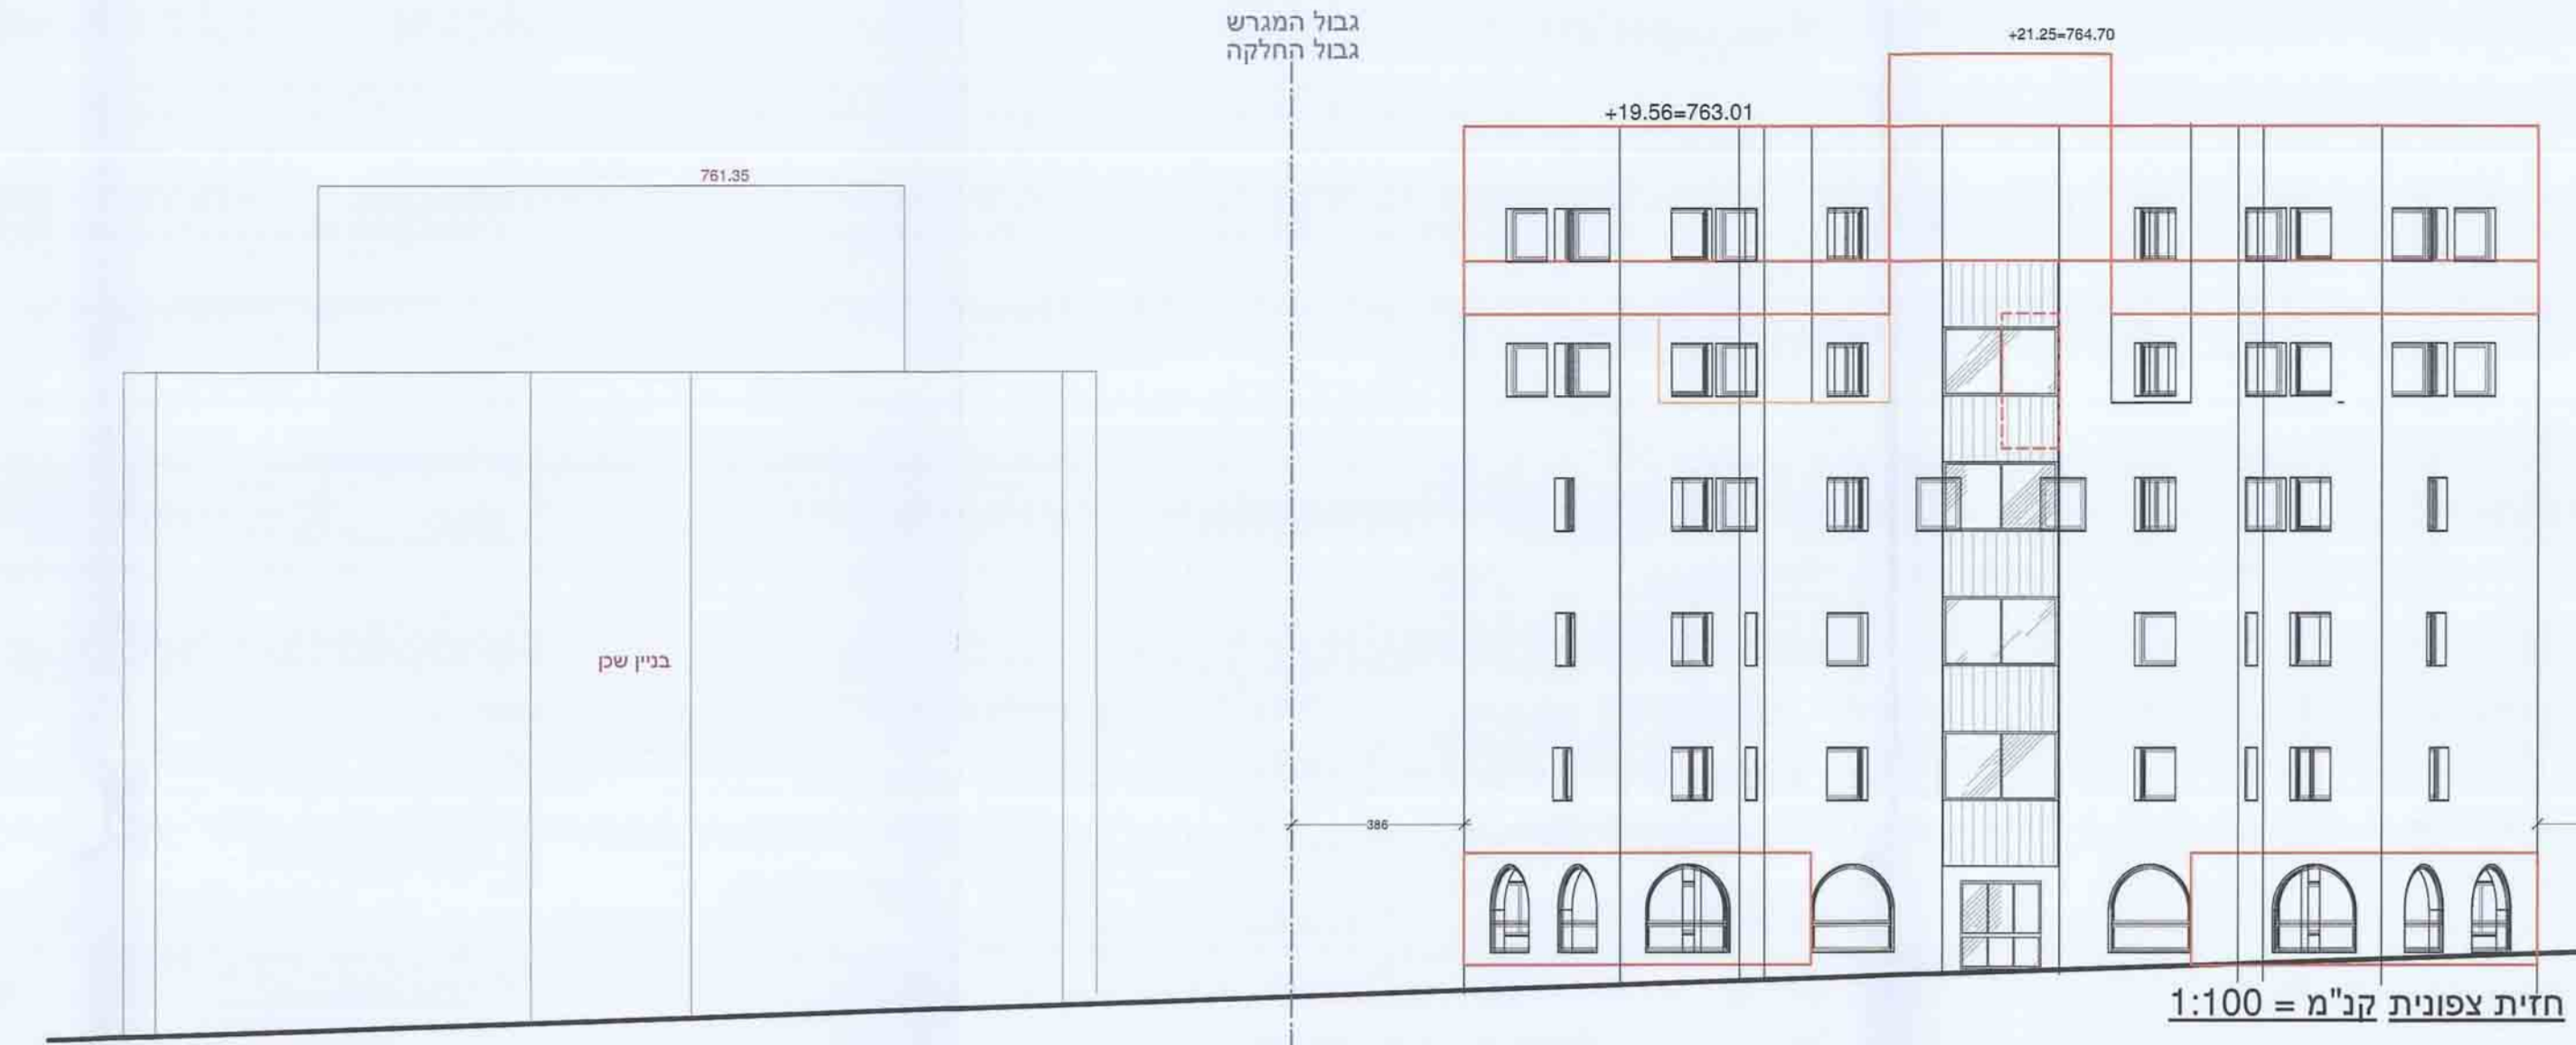 גבול המגרש
גבול החלקה
+21.25=764.70
+19.56=763.01
761.35
בניין שכן
386
חזית צפונית קנ"מ = 1:100